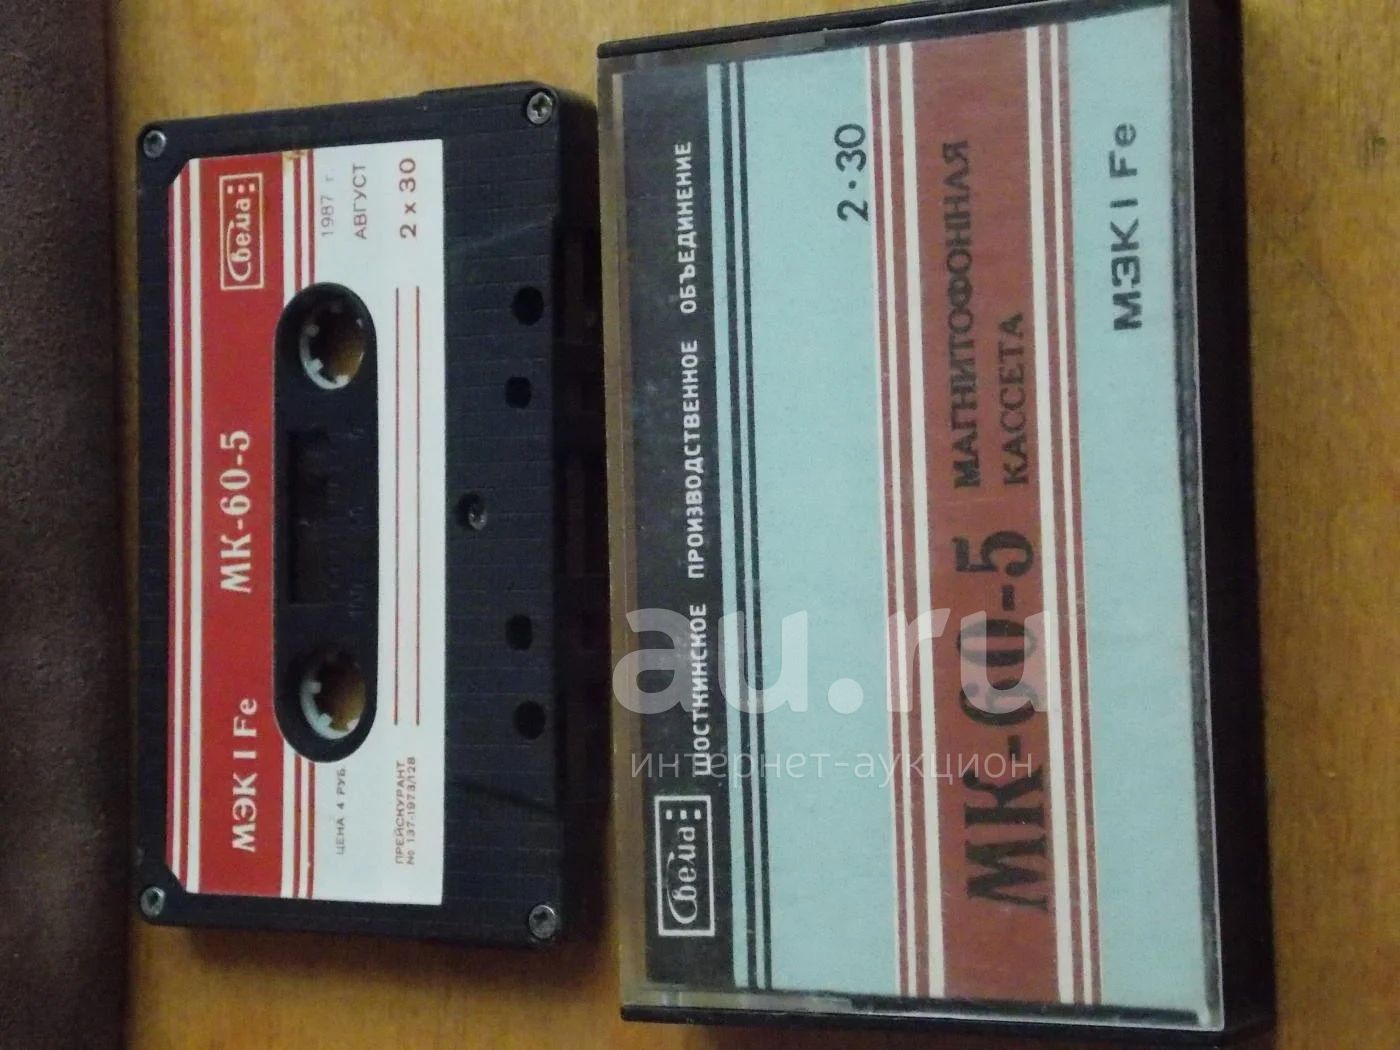 Свема
1987 г.
АВГУСТ
2 x 30
МК-60-5
МЭК I Fe
ЦЕНА 4 РУБ.
ПРЕЙСКУРАНТ
№ 137-1973/128
Свема ШОСТКИНСКОЕ ПРОИЗВОДСТВЕННОЕ ОБЪЕДИНЕНИЕ
2·30
МК-60-5 МАГНИТОФОННАЯ
КАССЕТА
МЭК I Fe
au.ru
интернет-аукцион